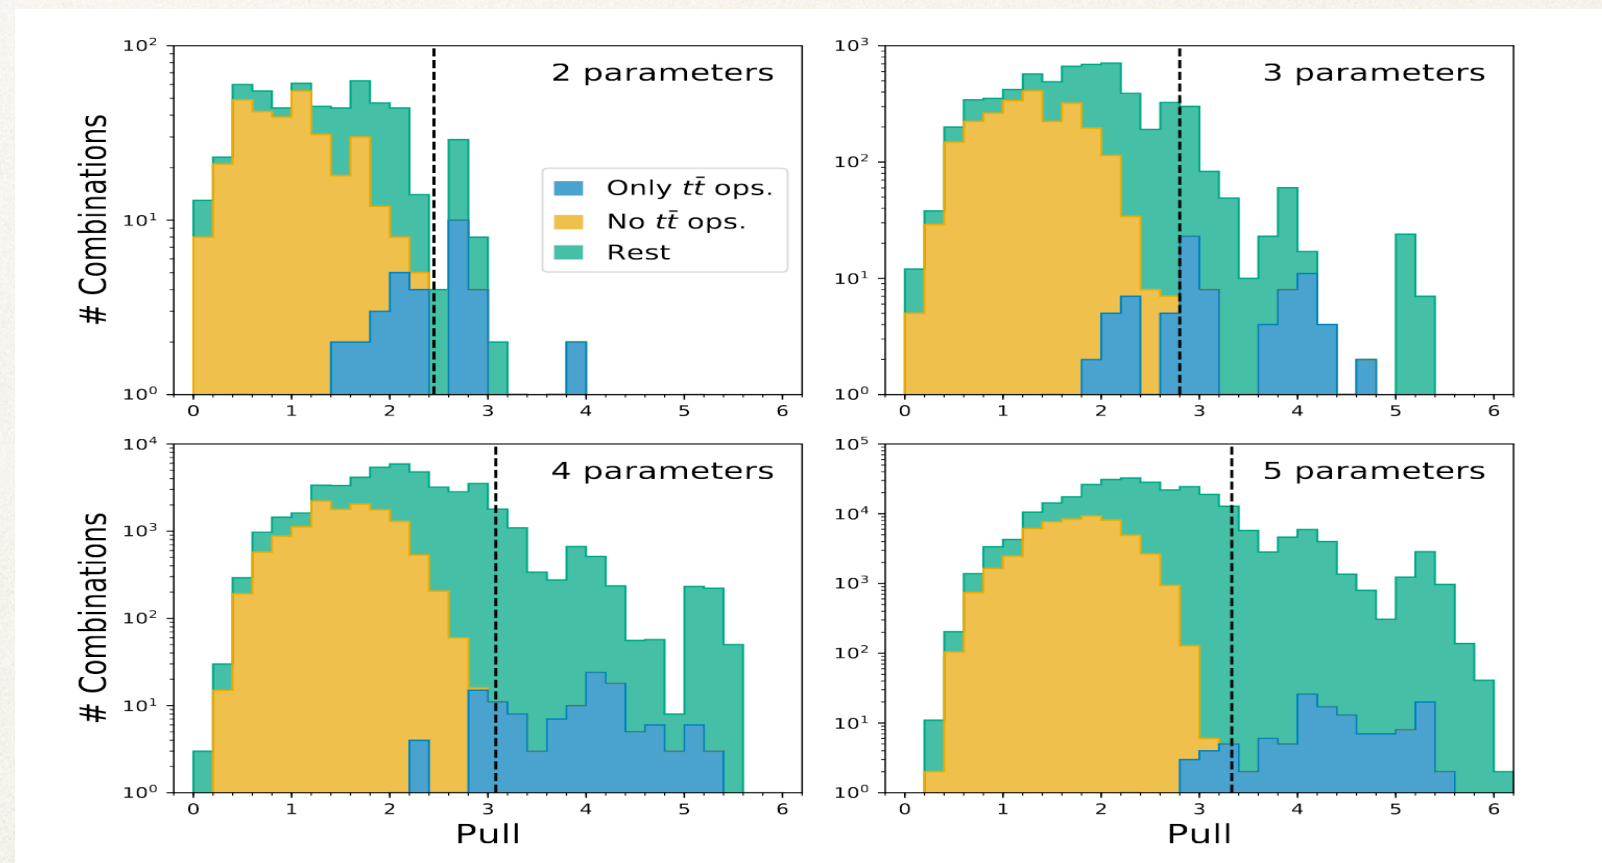 2 parameters
10²
10¹
10⁰
# Combinations
0 1 2 3 4 5 6
Only tt̄ ops.
No tt̄ ops.
Rest
3 parameters
10³
10²
10¹
10⁰
0 1 2 3 4 5 6
4 parameters
10⁴
10³
10²
10¹
10⁰
# Combinations
0 1 2 3 4 5 6
Pull
5 parameters
10⁵
10⁴
10³
10²
10¹
10⁰
0 1 2 3 4 5 6
Pull